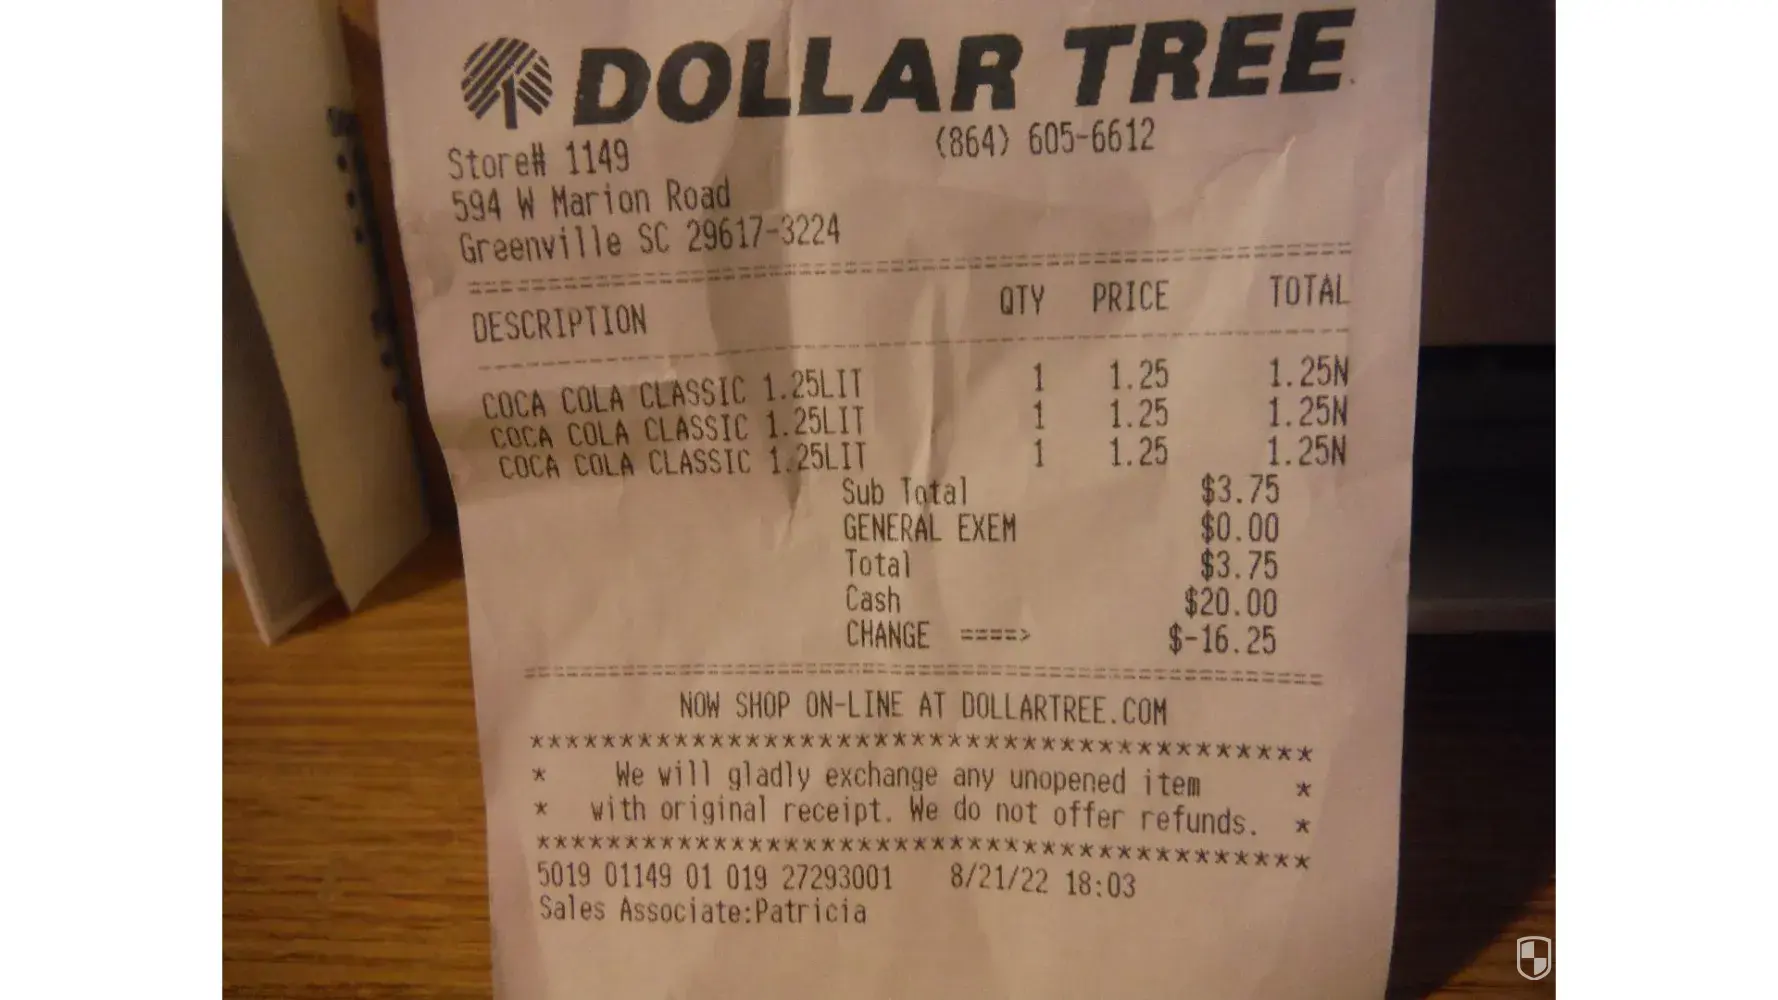 DOLLAR TREE.
(864) 605-6612
Store# 1149
594 W Marion Road
Greenville SC 29617-3224
================================================
DESCRIPTION QTY PRICE TOTAL
------------------------------------------------
COCA COLA CLASSIC 1.25LIT 1 1.25 1.25N
COCA COLA CLASSIC 1.25LIT 1 1.25 1.25N
COCA COLA CLASSIC 1.25LIT 1 1.25 1.25N
Sub Total $3.75
GENERAL EXEM $0.00
Total $3.75
Cash $20.00
CHANGE ====> $-16.25
================================================
NOW SHOP ON-LINE AT DOLLARTREE.COM
*******************************************
* We will gladly exchange any unopened item *
* with original receipt. We do not offer refunds. *
*******************************************
5019 01149 01 019 27293001 8/21/22 18:03
Sales Associate:Patricia